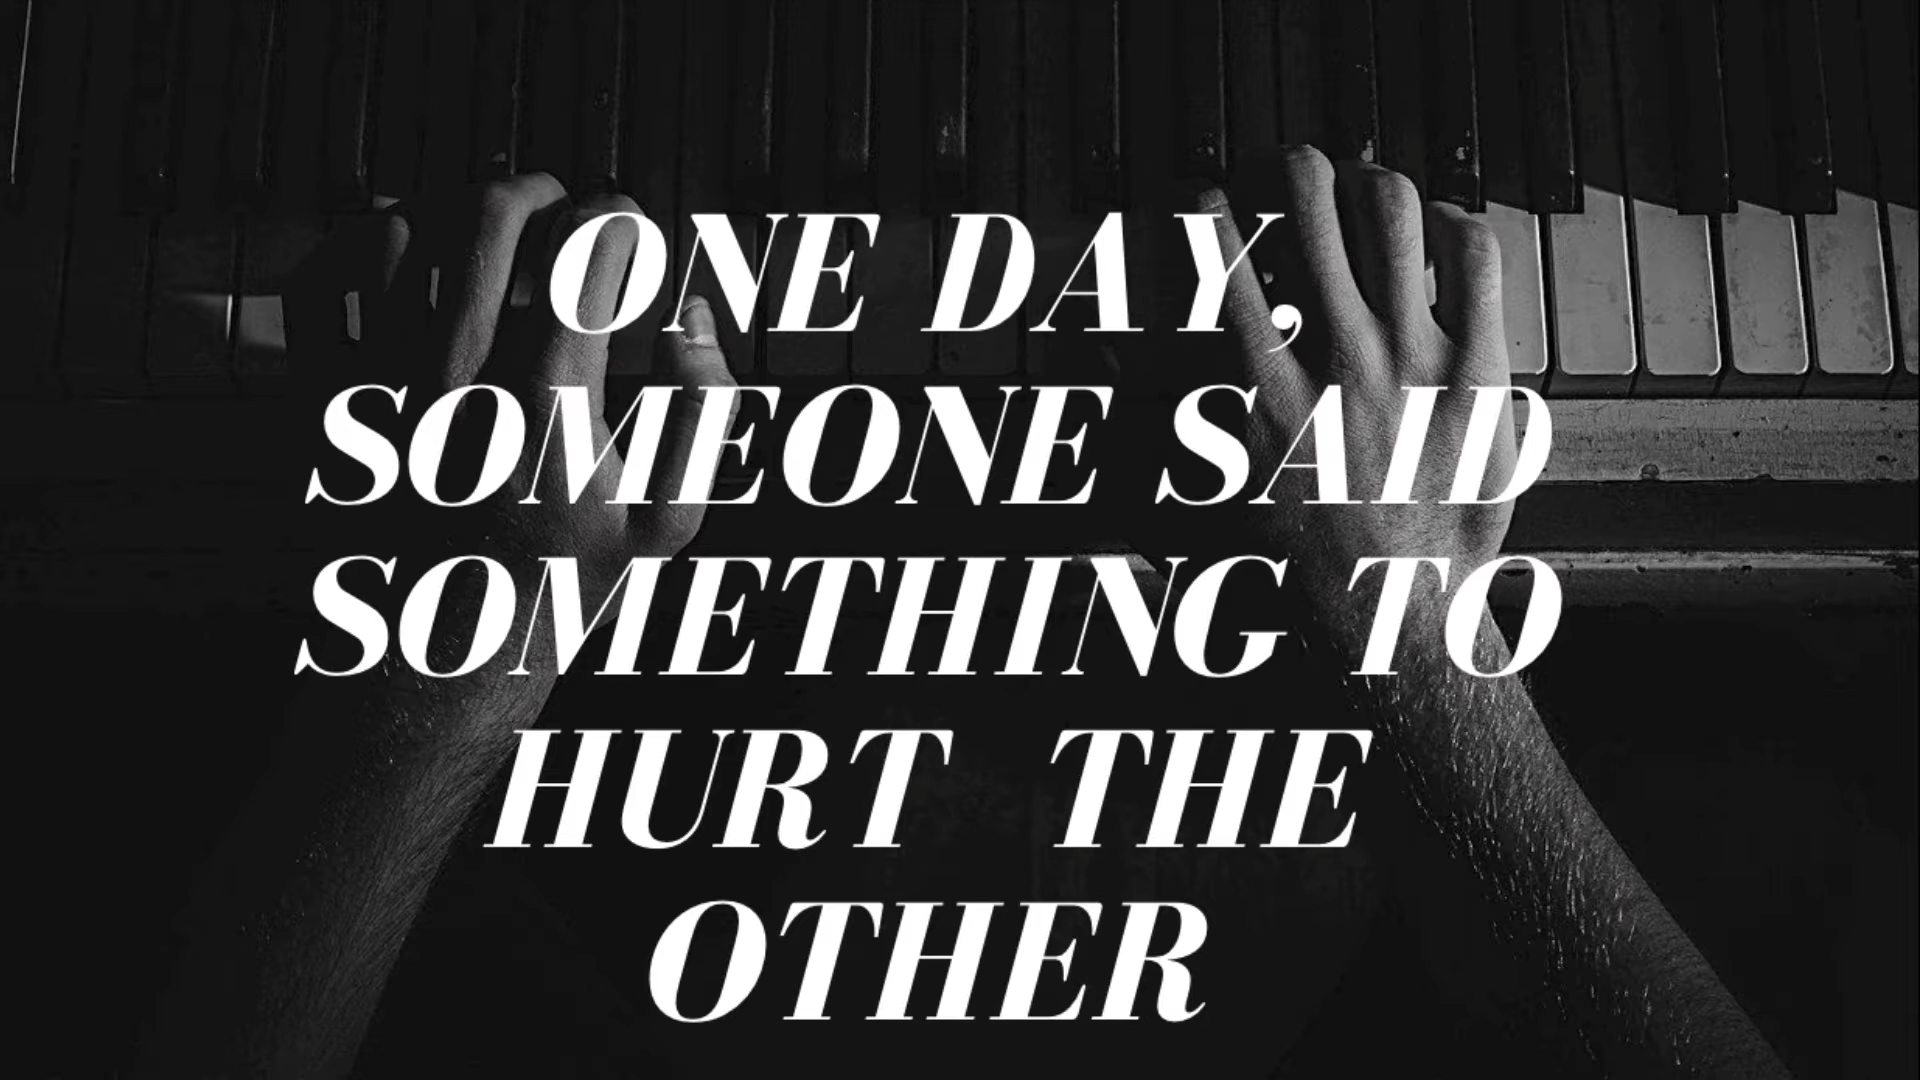 ONE DAY,
SOMEONE SAID
SOMETHING TO
HURT THE
OTHER